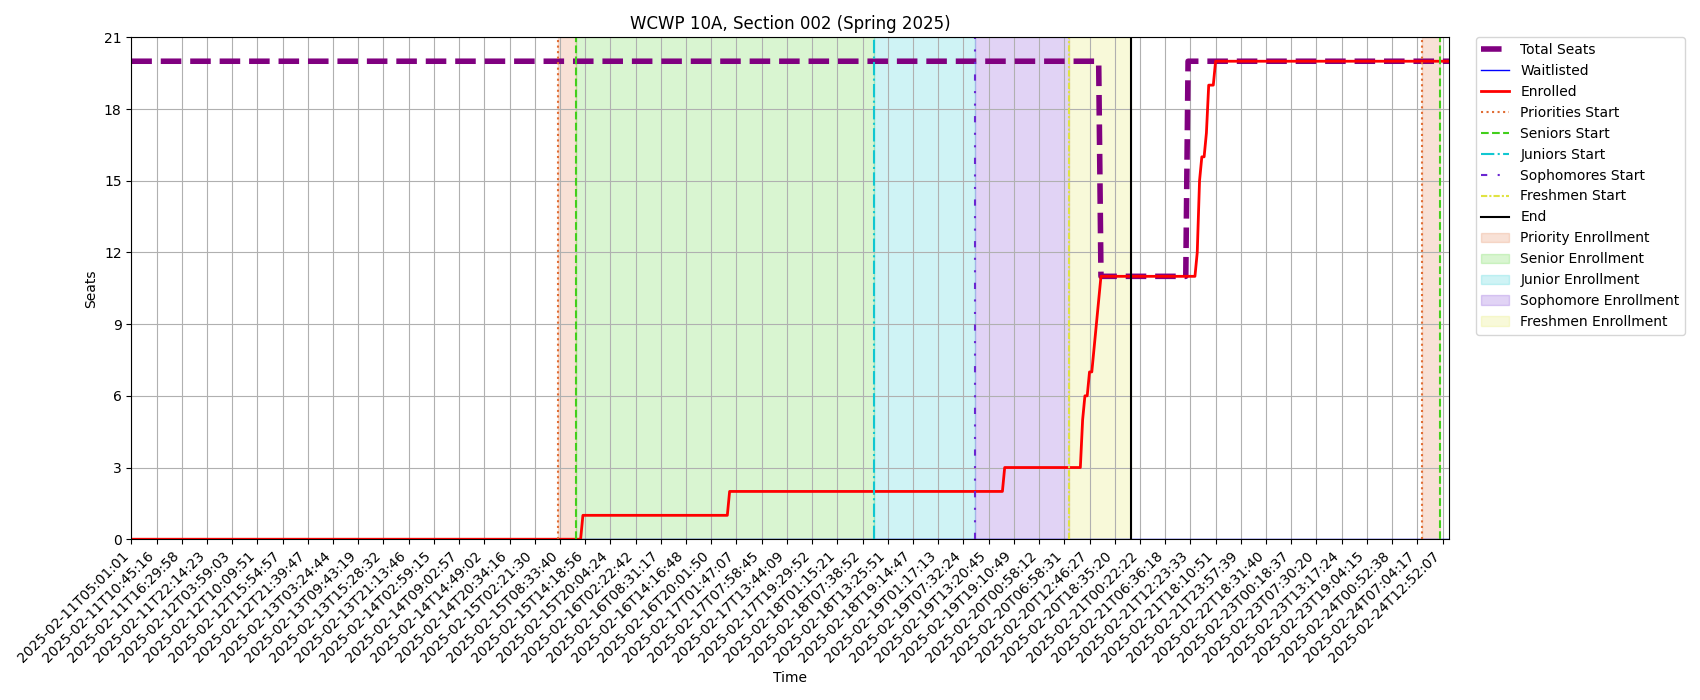 WCWP 10A, Section 002 (Spring 2025)
21
18
15
12
9
6
3
0
Seats
2025-02-11T05:01:01
2025-02-11T10:45:16
2025-02-11T16:29:58
2025-02-11T22:14:23
2025-02-12T03:59:03
2025-02-12T10:09:51
2025-02-12T15:54:57
2025-02-12T21:39:47
2025-02-13T03:24:44
2025-02-13T09:43:19
2025-02-13T15:28:32
2025-02-13T21:13:46
2025-02-14T02:59:15
2025-02-14T09:02:57
2025-02-14T14:49:02
2025-02-14T20:34:16
2025-02-15T02:21:30
2025-02-15T08:33:40
2025-02-15T14:18:56
2025-02-15T20:04:24
2025-02-16T02:22:42
2025-02-16T08:31:17
2025-02-16T14:16:48
2025-02-16T20:01:50
2025-02-17T01:47:07
2025-02-17T07:58:45
2025-02-17T13:44:09
2025-02-17T19:29:52
2025-02-18T01:15:21
2025-02-18T07:38:52
2025-02-18T13:25:51
2025-02-18T19:14:47
2025-02-19T01:17:13
2025-02-19T07:32:24
2025-02-19T13:20:45
2025-02-19T19:10:49
2025-02-20T00:58:12
2025-02-20T06:58:31
2025-02-20T12:46:27
2025-02-20T18:35:20
2025-02-21T00:22:22
2025-02-21T06:36:18
2025-02-21T12:23:33
2025-02-21T18:10:51
2025-02-21T23:57:39
2025-02-22T18:31:40
2025-02-23T00:18:37
2025-02-23T07:30:20
2025-02-23T13:17:24
2025-02-23T19:04:15
2025-02-24T00:52:38
2025-02-24T07:04:17
2025-02-24T12:52:07
Time
Total Seats
Waitlisted
Enrolled
Priorities Start
Seniors Start
Juniors Start
Sophomores Start
Freshmen Start
End
Priority Enrollment
Senior Enrollment
Junior Enrollment
Sophomore Enrollment
Freshmen Enrollment